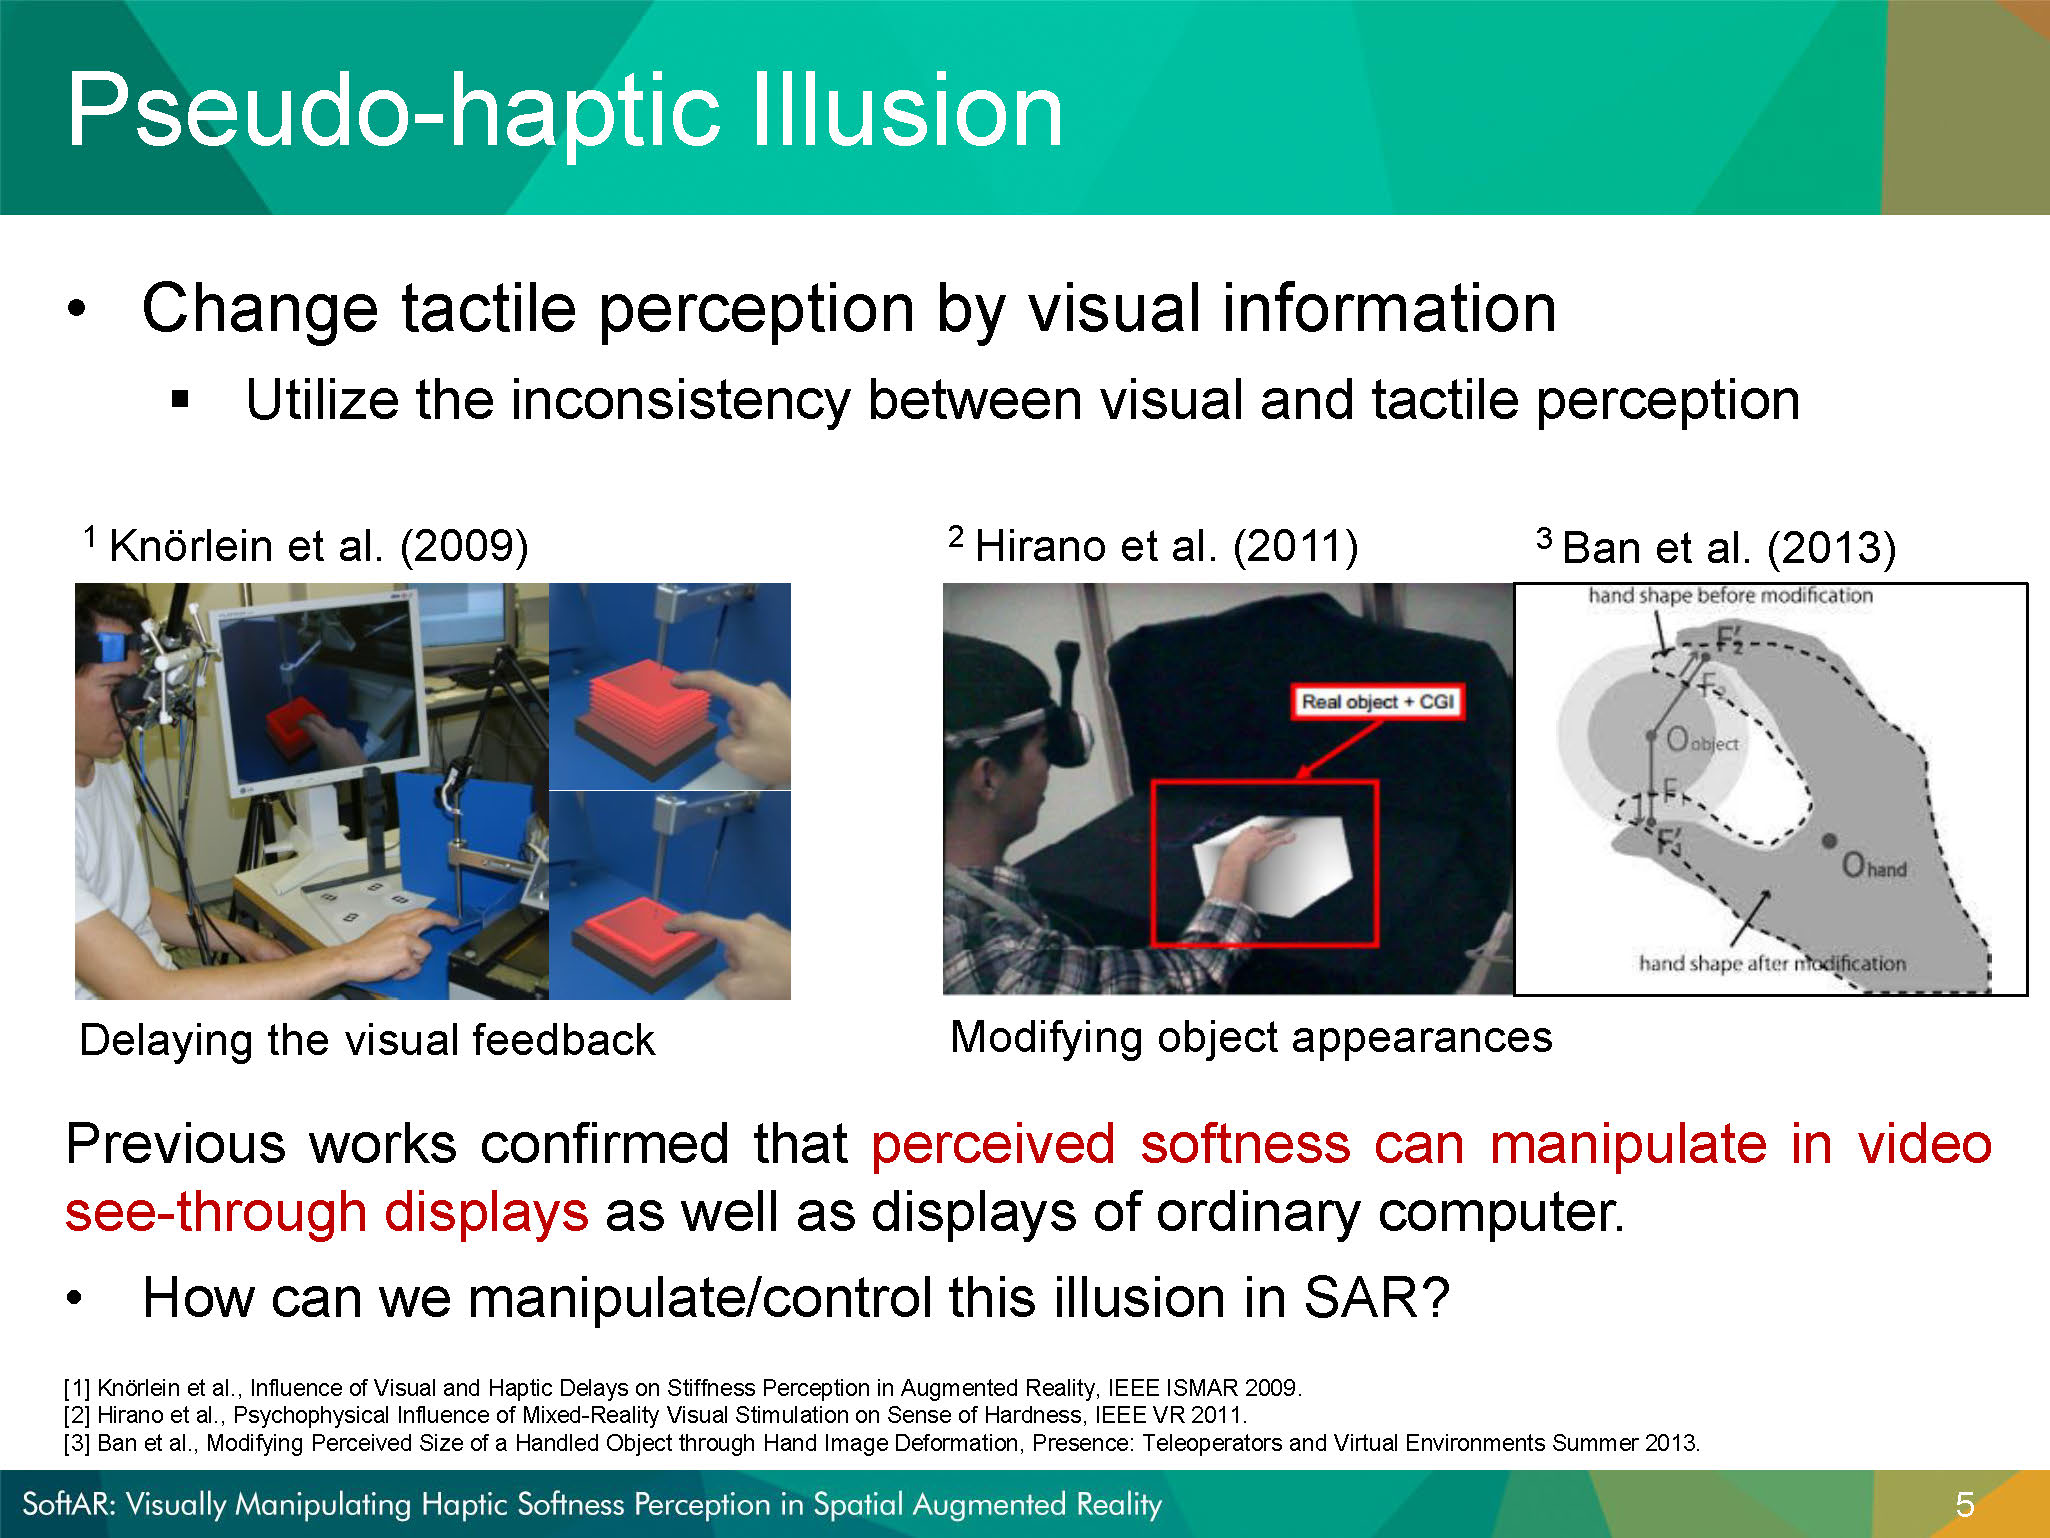 Pseudo-haptic Illusion
• Change tactile perception by visual information
▪ Utilize the inconsistency between visual and tactile perception
1 Knörlein et al. (2009)
2 Hirano et al. (2011)
3 Ban et al. (2013)
Real object + CGI
hand shape before modification
F'2
F2
O object
F1
F'1
O hand
hand shape after modification
Delaying the visual feedback
Modifying object appearances
Previous works confirmed that perceived softness can manipulate in video
see-through displays as well as displays of ordinary computer.
• How can we manipulate/control this illusion in SAR?
[1] Knörlein et al., Influence of Visual and Haptic Delays on Stiffness Perception in Augmented Reality, IEEE ISMAR 2009.
[2] Hirano et al., Psychophysical Influence of Mixed-Reality Visual Stimulation on Sense of Hardness, IEEE VR 2011.
[3] Ban et al., Modifying Perceived Size of a Handled Object through Hand Image Deformation, Presence: Teleoperators and Virtual Environments Summer 2013.
SoftAR: Visually Manipulating Haptic Softness Perception in Spatial Augmented Reality
5